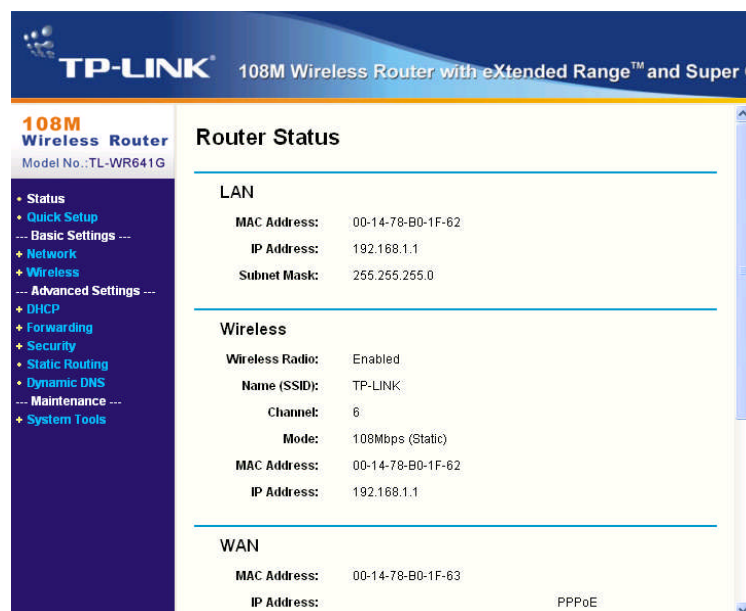 TP-LINK®
108M Wireless Router with eXtended Range™ and Super
108M
Wireless Router
Model No.:TL-WR641G
• Status
• Quick Setup
--- Basic Settings ---
+ Network
+ Wireless
--- Advanced Settings ---
+ DHCP
+ Forwarding
+ Security
• Static Routing
• Dynamic DNS
--- Maintenance ---
+ System Tools
Router Status
LAN
MAC Address: 00-14-78-B0-1F-62
IP Address: 192.168.1.1
Subnet Mask: 255.255.255.0
Wireless
Wireless Radio: Enabled
Name (SSID): TP-LINK
Channel: 6
Mode: 108Mbps (Static)
MAC Address: 00-14-78-B0-1F-62
IP Address: 192.168.1.1
WAN
MAC Address: 00-14-78-B0-1F-63
IP Address: PPPoE